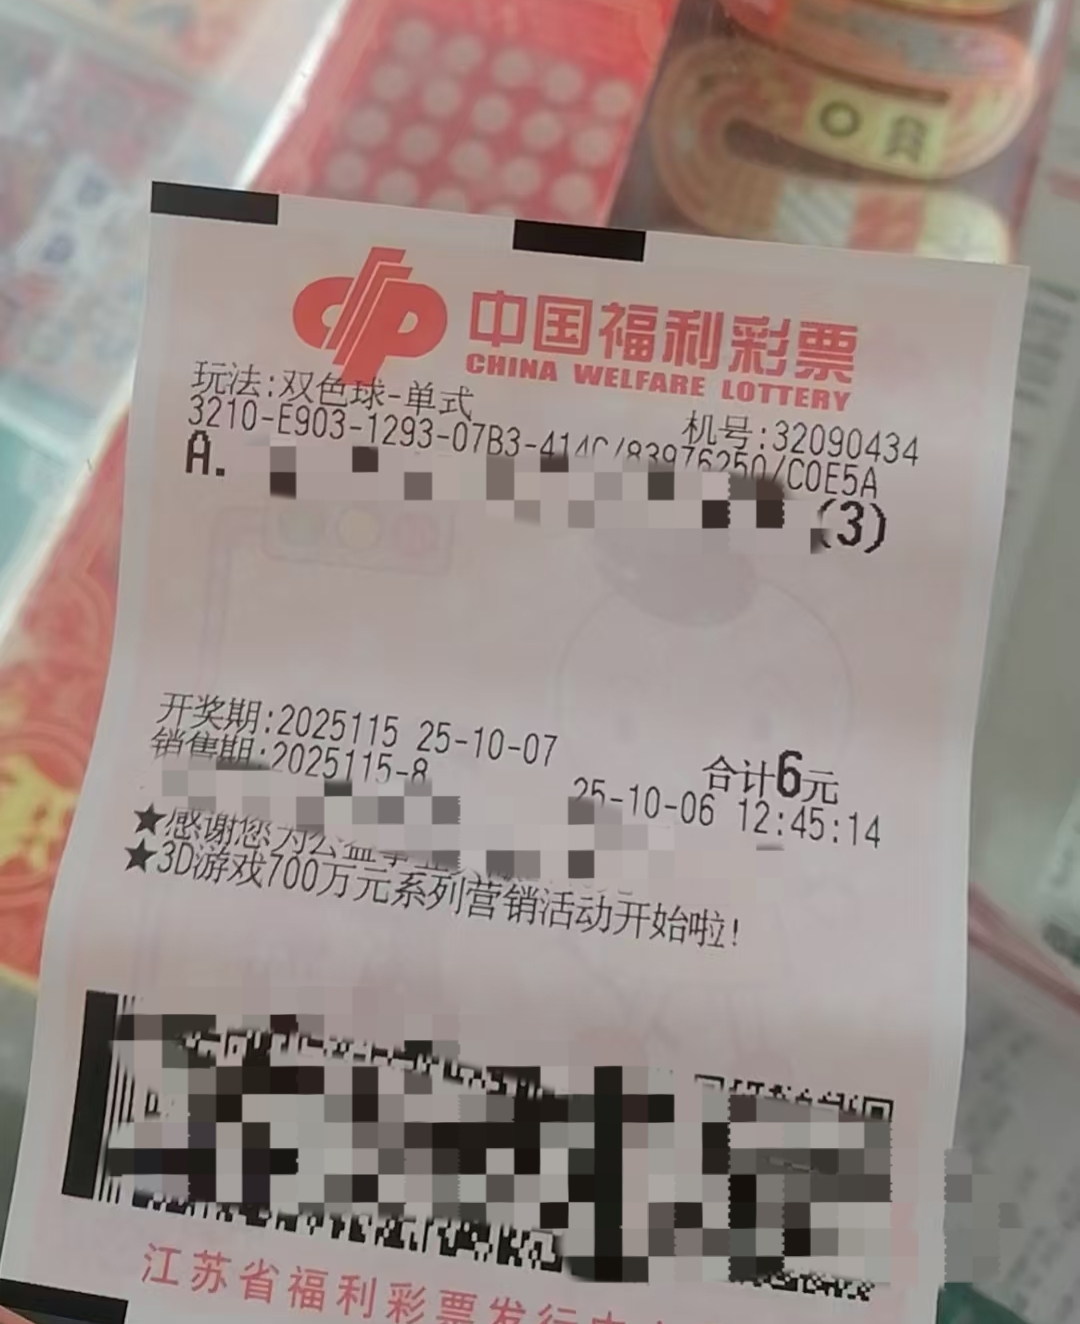 中国福利彩票
CHINA WELFARE LOTTERY
玩法:双色球-单式
机号:32090434
3210-E903-1293-07B3-414C/83976250/C0E5A
A.
(3)
开奖期:2025115 25-10-07
合计6元
销售期:2025115-8
25-10-06 12:45:14
★感谢您为公益事业
★3D游戏700万元系列营销活动开始啦!
江苏省福利彩票发行